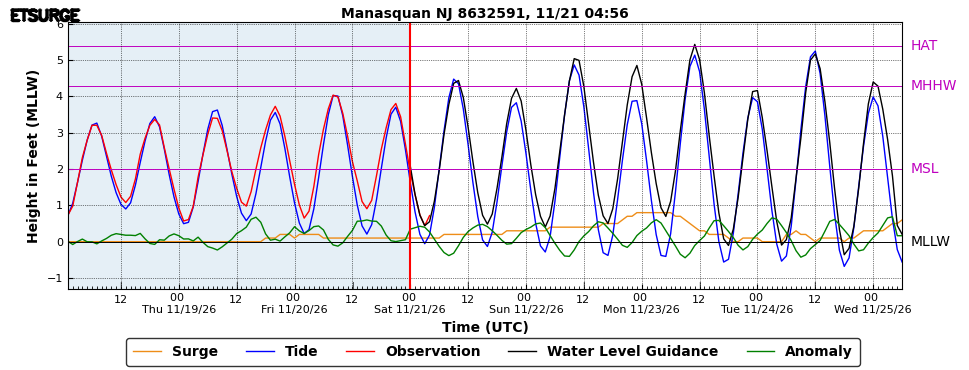 ETSURGE
Manasquan NJ 8632591, 11/21 04:56
Height in Feet (MLLW)
6
5
4
3
2
1
0
−1
HAT
MHHW
MSL
MLLW
12 00 12 00 12 00 12 00 12 00 12 00 12 00
Thu 11/19/26 Fri 11/20/26 Sat 11/21/26 Sun 11/22/26 Mon 11/23/26 Tue 11/24/26 Wed 11/25/26
Time (UTC)
Surge Tide Observation Water Level Guidance Anomaly